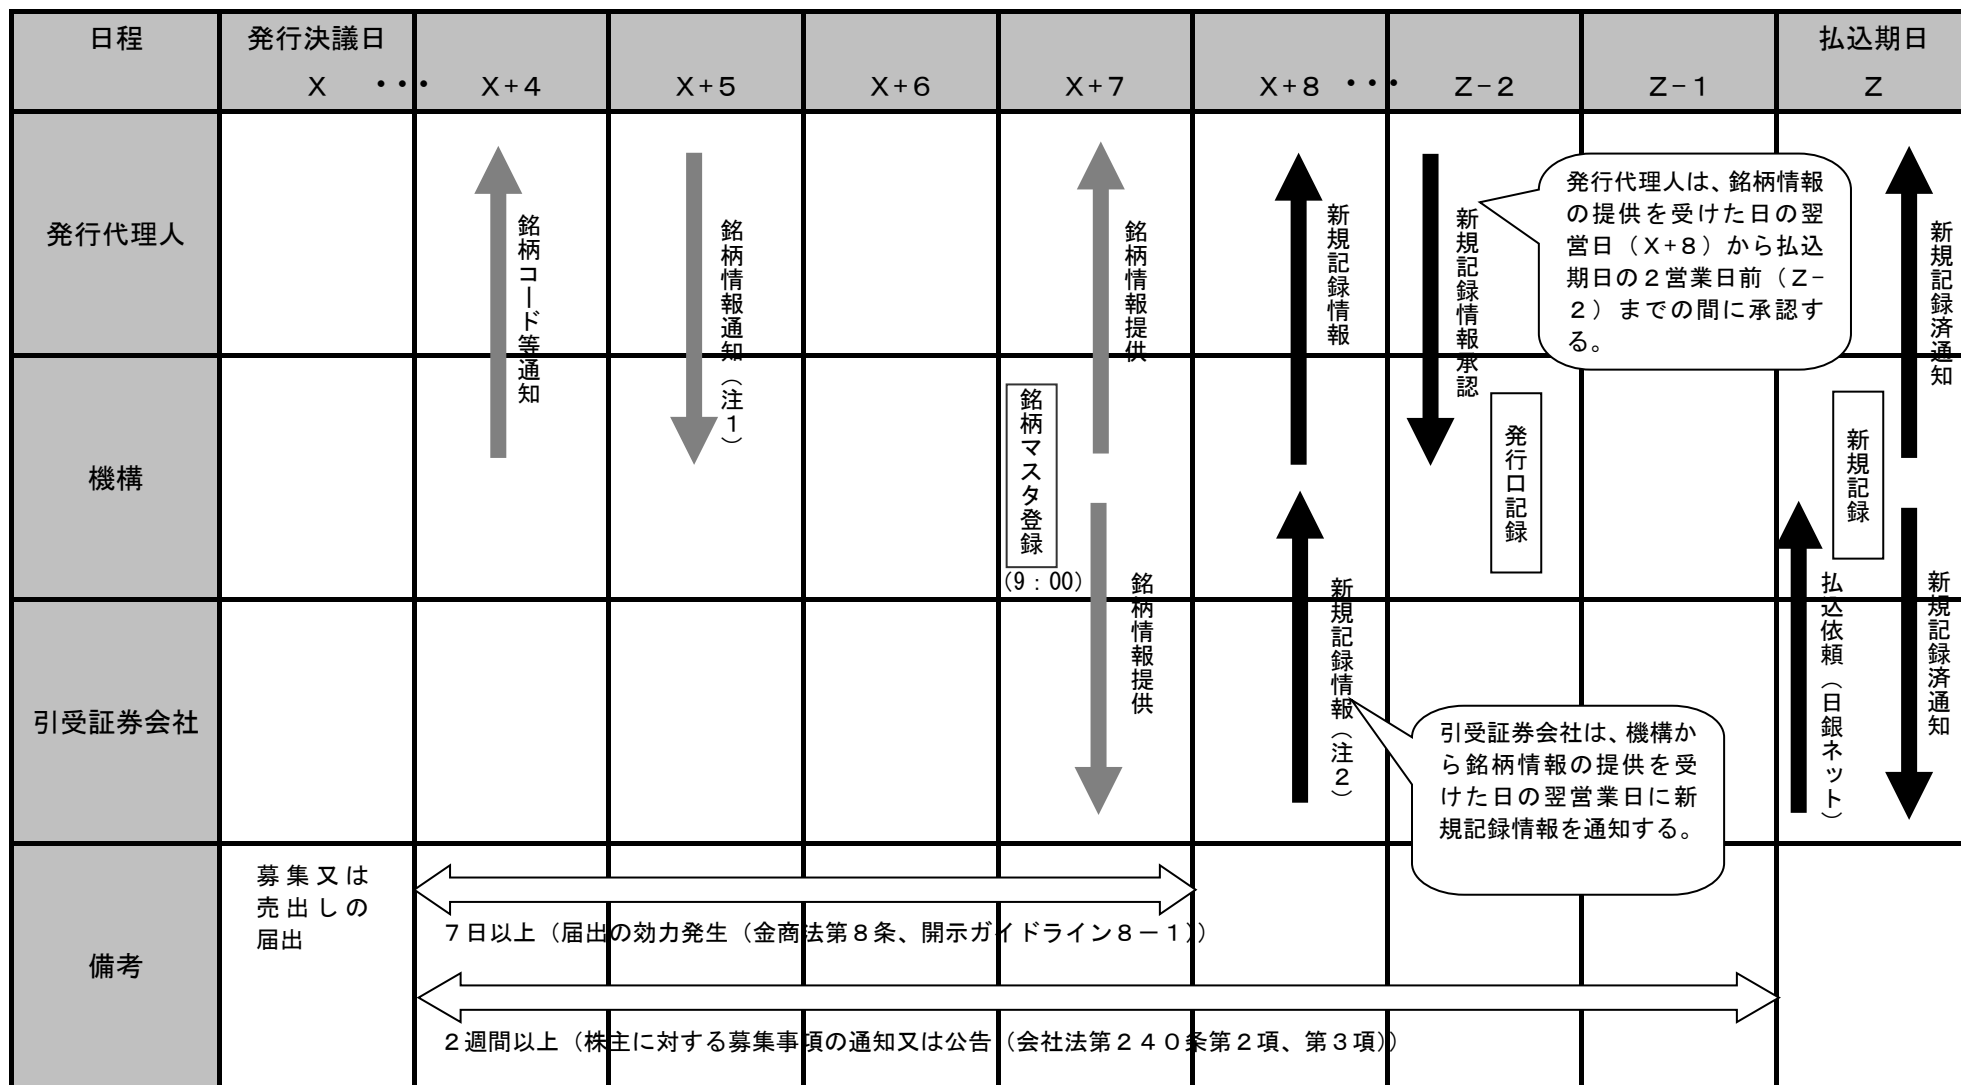 日程
発行決議日
払込期日
X ・・・ X+4 X+5 X+6 X+7 X+8 ・・・ Z-2 Z-1 Z
発行代理人
銘柄コード等通知
銘柄情報通知（注1）
銘柄情報提供
新規記録情報
新規記録情報承認
発行代理人は、銘柄情報
の提供を受けた日の翌
営日（X+8）から払込
期日の2営業日前（Z-
2）までの間に承認す
る。
新規記録済通知
機構
銘柄マスタ登録
（9：00）
発行口記録
新規記録
引受証券会社
銘柄情報提供
新規記録情報（注2）
引受証券会社は、機構か
ら銘柄情報の提供を受
けた日の翌営業日に新
規記録情報を通知する。
払込依頼（日銀ネット）
新規記録済通知
備考
募集又は
売出しの
届出
7日以上（届出の効力発生（金商法第8条、開示ガイドライン8－1））
2週間以上（株主に対する募集事項の通知又は公告（会社法第240条第2項、第3項））